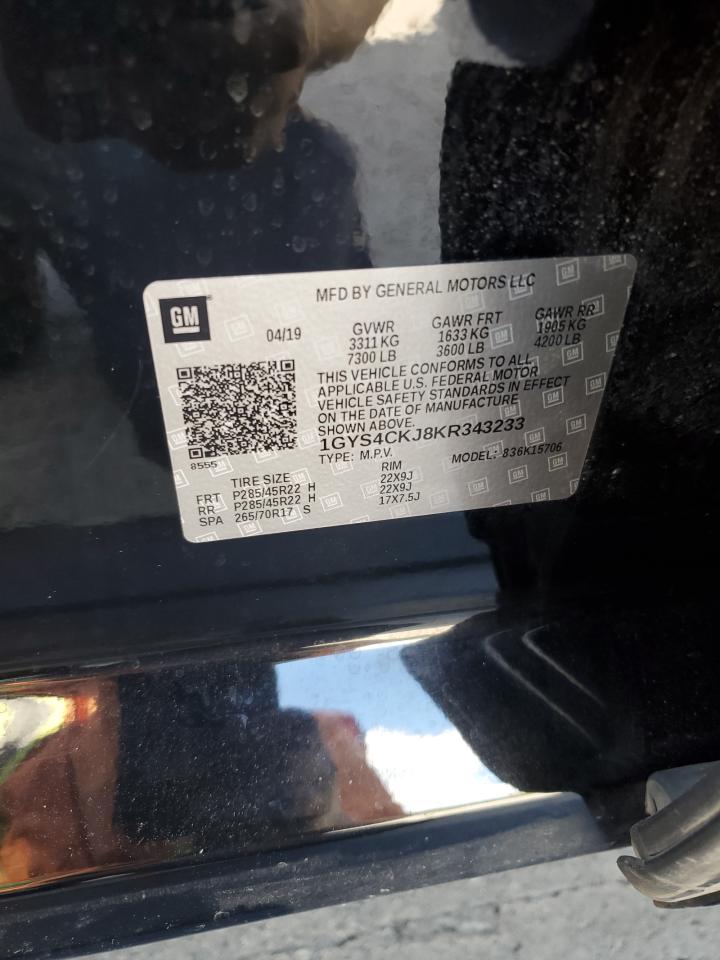 GM
MFD BY GENERAL MOTORS LLC
04/19 GVWR GAWR FRT GAWR RR
3311 KG 1633 KG 1905 KG
7300 LB 3600 LB 4200 LB
THIS VEHICLE CONFORMS TO ALL
APPLICABLE U.S. FEDERAL MOTOR
VEHICLE SAFETY STANDARDS IN EFFECT
ON THE DATE OF MANUFACTURE
SHOWN ABOVE.
1GYS4CKJ8KR343233
8555 TYPE: M.P.V. MODEL: 836K15706
TIRE SIZE RIM
FRT P285/45R22 H 22X9J
RR P285/45R22 H 22X9J
SPA 265/70R17 S 17X7.5J